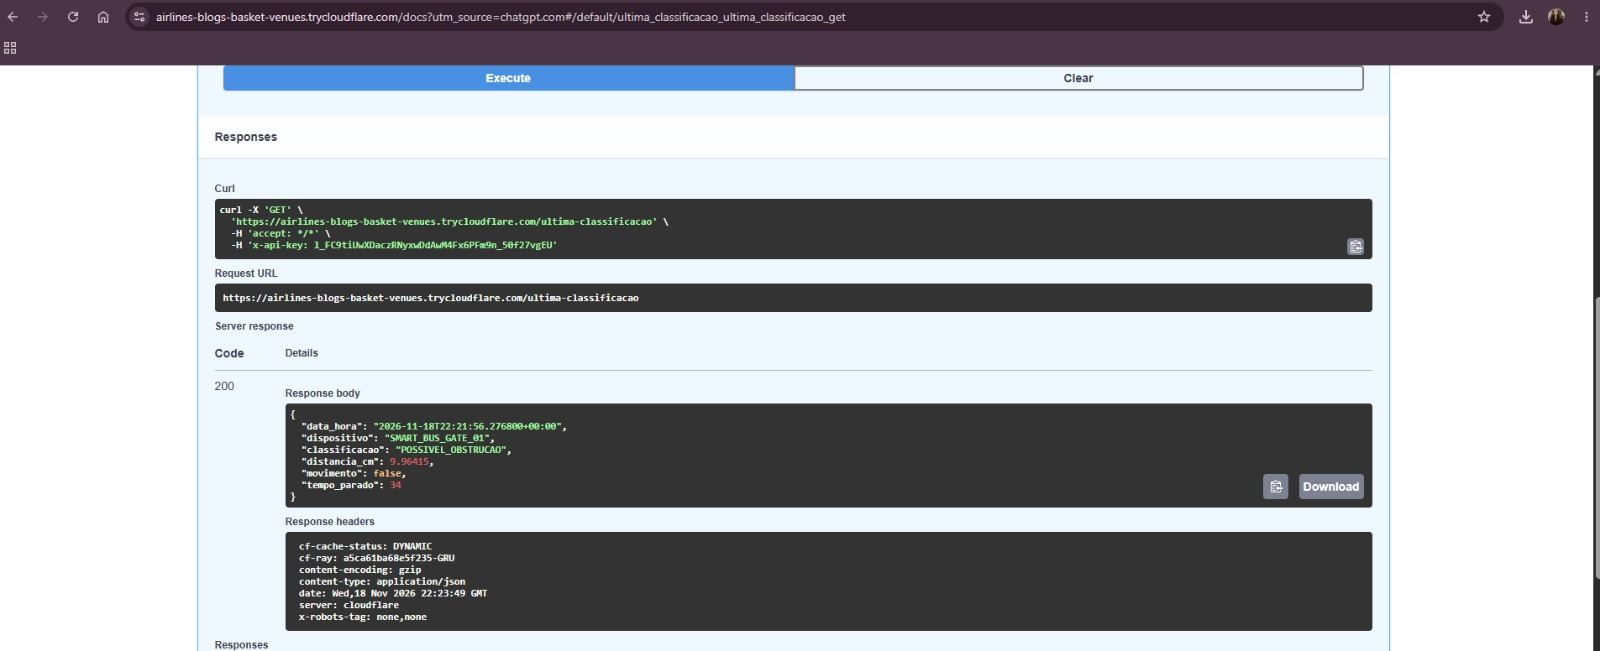 airlines-blogs-basket-venues.trycloudflare.com/docs?utm_source=chatgpt.com#/default/ultima_classificacao_ultima_classificacao_get
Execute
Clear
Responses
Curl
curl -X 'GET' \
'https://airlines-blogs-basket-venues.trycloudflare.com/ultima-classificacao' \
-H 'accept: */*' \
-H 'x-api-key: l_FC9tiUwXDaczRNyxwDdAwM4Fx6PFm9n_50f27vgEU'
Request URL
https://airlines-blogs-basket-venues.trycloudflare.com/ultima-classificacao
Server response
Code Details
200
Response body
{
"data_hora": "2026-11-18T22:21:56.276800+00:00",
"dispositivo": "SMART_BUS_GATE_01",
"classificacao": "POSSIVEL_OBSTRUCAO",
"distancia_cm": 9.96415,
"movimento": false,
"tempo_parado": 34
}
Download
Response headers
cf-cache-status: DYNAMIC
cf-ray: a5ca61ba68e5f235-GRU
content-encoding: gzip
content-type: application/json
date: Wed,18 Nov 2026 22:23:49 GMT
server: cloudflare
x-robots-tag: none,none
Responses